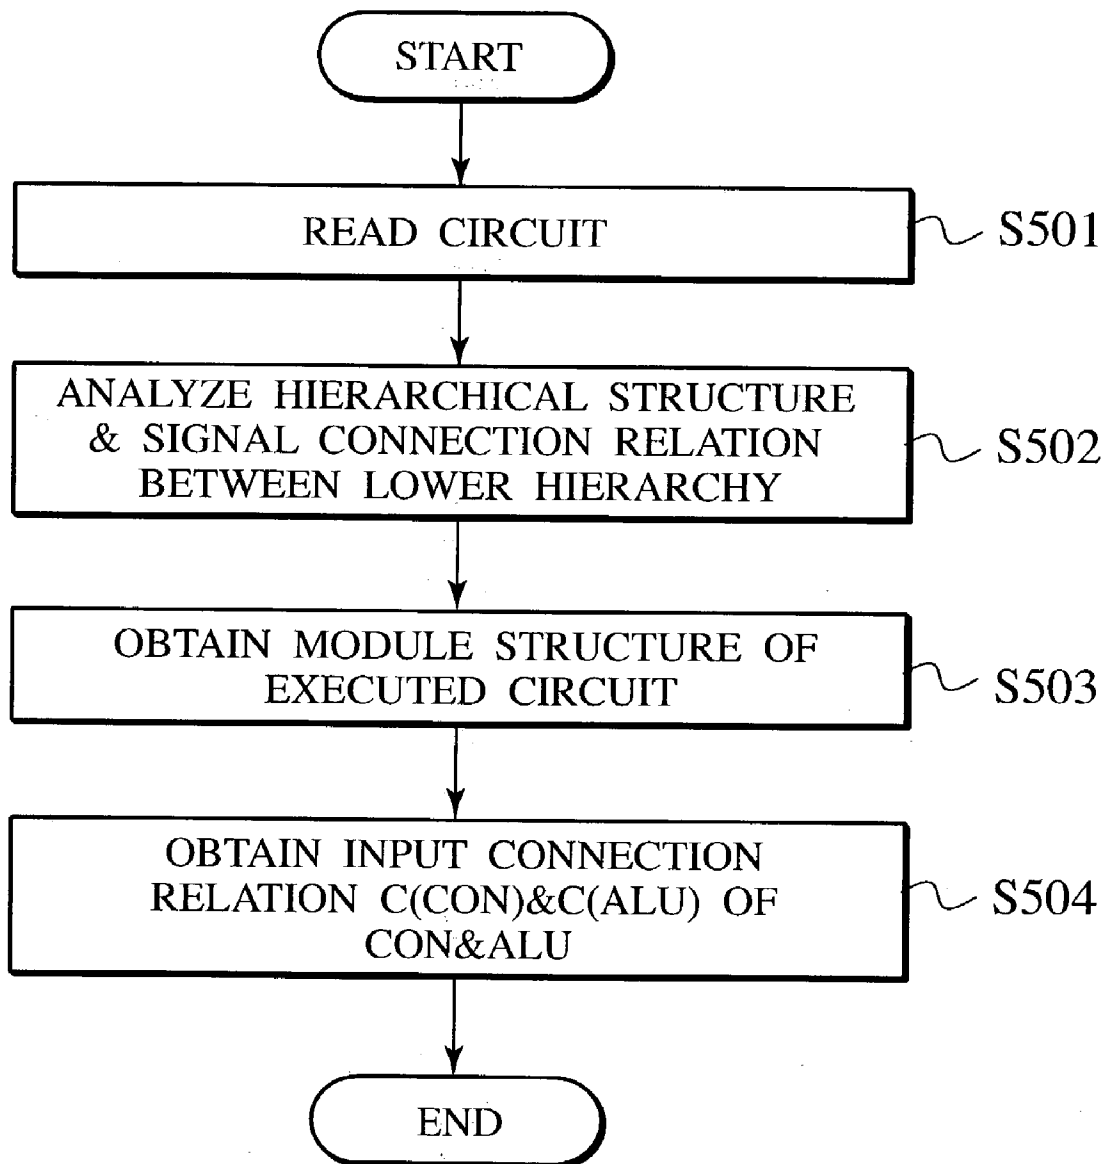 START
READ CIRCUIT
S501
ANALYZE HIERARCHICAL STRUCTURE
& SIGNAL CONNECTION RELATION
BETWEEN LOWER HIERARCHY
S502
OBTAIN MODULE STRUCTURE OF
EXECUTED CIRCUIT
S503
OBTAIN INPUT CONNECTION
RELATION C(CON)&C(ALU) OF
CON&ALU
S504
END